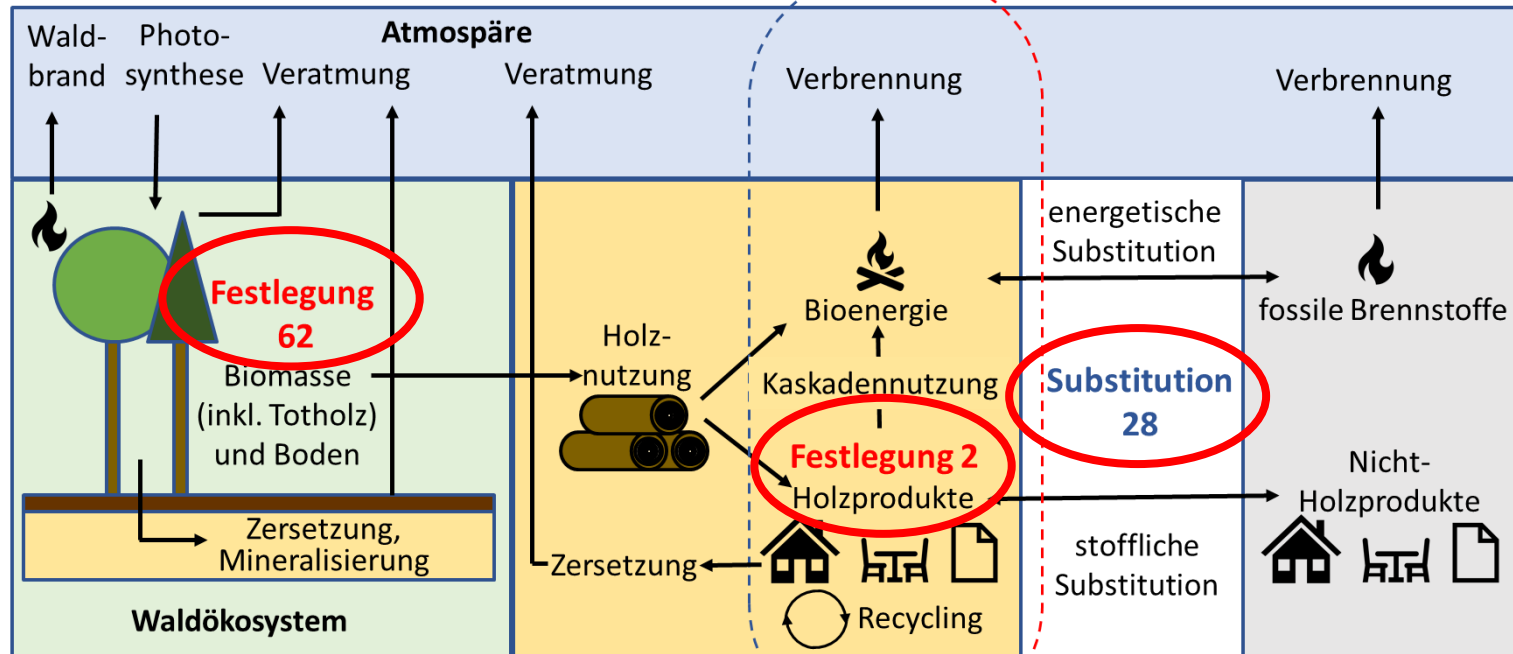 Wald-
brand
Photo-
synthese
Atmospäre
Veratmung
Veratmung
Verbrennung
Verbrennung
Festlegung
62
Biomasse
(inkl. Totholz)
und Boden
Zersetzung,
Mineralisierung
Waldökosystem
Holz-
nutzung
Bioenergie
Kaskadennutzung
Festlegung 2
Holzprodukte
Zersetzung
Recycling
energetische
Substitution
Substitution
28
stoffliche
Substitution
fossile Brennstoffe
Nicht-
Holzprodukte